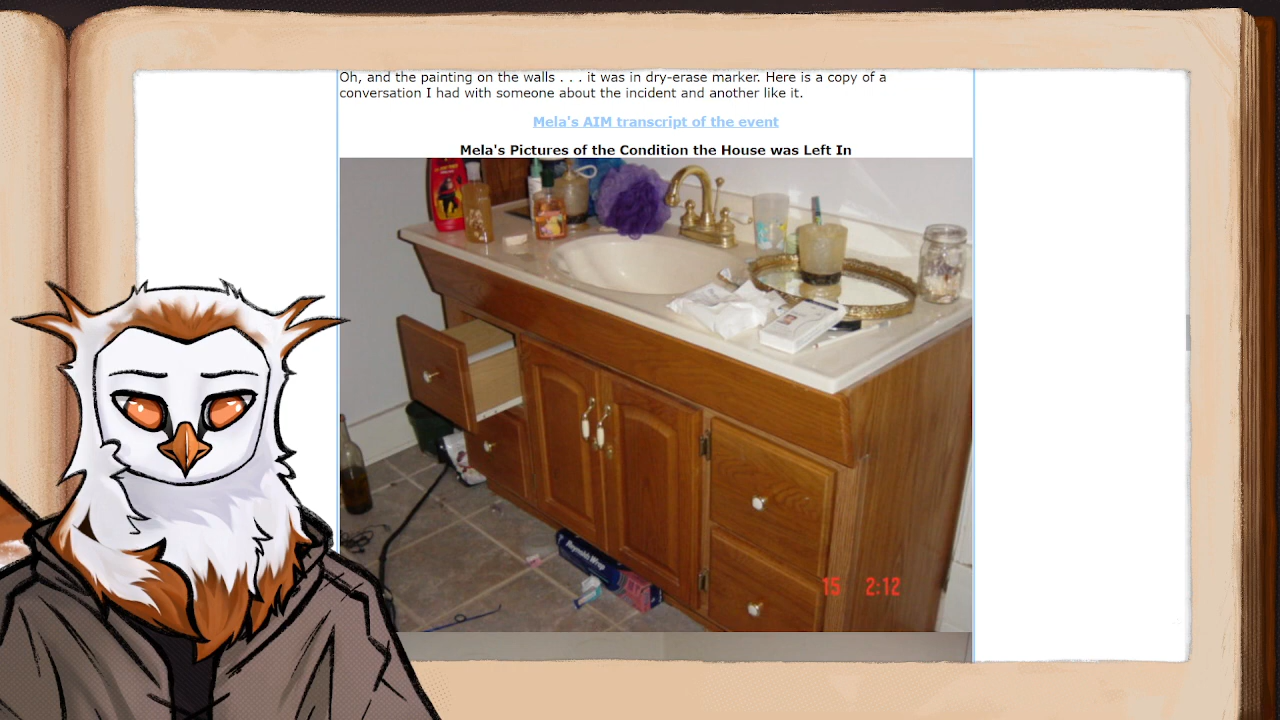 Oh, and the painting on the walls . . . it was in dry-erase marker. Here is a copy of a
conversation I had with someone about the incident and another like it.
Mela's AIM transcript of the event
Mela's Pictures of the Condition the House was Left In
Reynolds Wrap
15 2:12